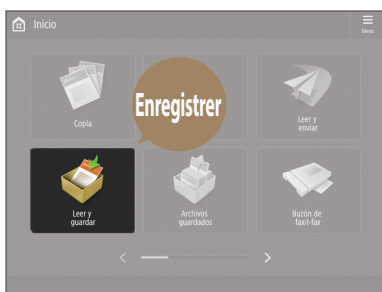 Inicio
Menú
Copia
Enregistrer
Leer y
enviar
Leer y
guardar
Archivos
guardados
Buzón de
fax/I-fax